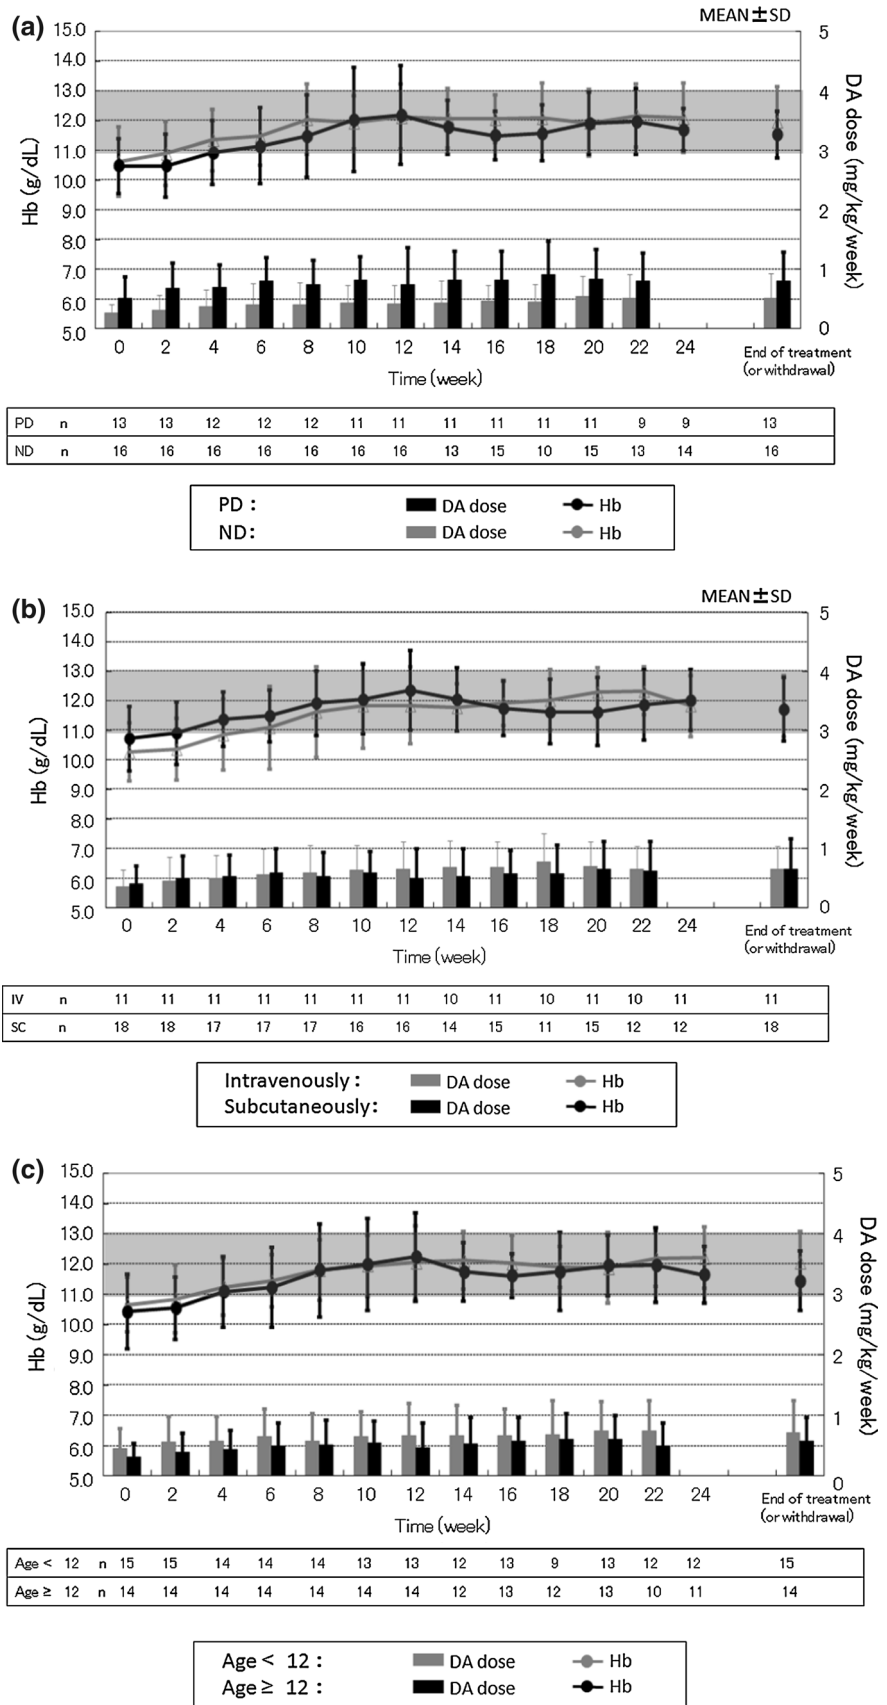 (a)
MEAN±SD
Hb (g/dL)
15.0
14.0
13.0
12.0
11.0
10.0
9.0
8.0
7.0
6.0
5.0
5
4
3
2
1
0
DA dose (mg/kg/week)
0 2 4 6 8 10 12 14 16 18 20 22 24
End of treatment
(or withdrawal)
Time (week)
PD n 13 13 12 12 12 11 11 11 11 11 11 9 9 13
ND n 16 16 16 16 16 16 16 13 15 10 15 13 14 16
PD : DA dose Hb
ND: DA dose Hb
(b)
MEAN±SD
Hb (g/dL)
15.0
14.0
13.0
12.0
11.0
10.0
9.0
8.0
7.0
6.0
5.0
5
4
3
2
1
0
DA dose (mg/kg/week)
0 2 4 6 8 10 12 14 16 18 20 22 24
End of treatment
(or withdrawal)
Time (week)
IV n 11 11 11 11 11 11 11 10 11 10 11 10 11 11
SC n 18 18 17 17 17 16 16 14 15 11 15 12 12 18
Intravenously : DA dose Hb
Subcutaneously: DA dose Hb
(c)
Hb (g/dL)
15.0
14.0
13.0
12.0
11.0
10.0
9.0
8.0
7.0
6.0
5.0
5
4
3
2
1
0
DA dose (mg/kg/week)
0 2 4 6 8 10 12 14 16 18 20 22 24
End of treatment
(or withdrawal)
Time (week)
Age < 12 n 15 15 14 14 14 13 13 12 13 9 13 12 12 15
Age ≥ 12 n 14 14 14 14 14 14 14 12 13 12 13 10 11 14
Age < 12 : DA dose Hb
Age ≥ 12 : DA dose Hb